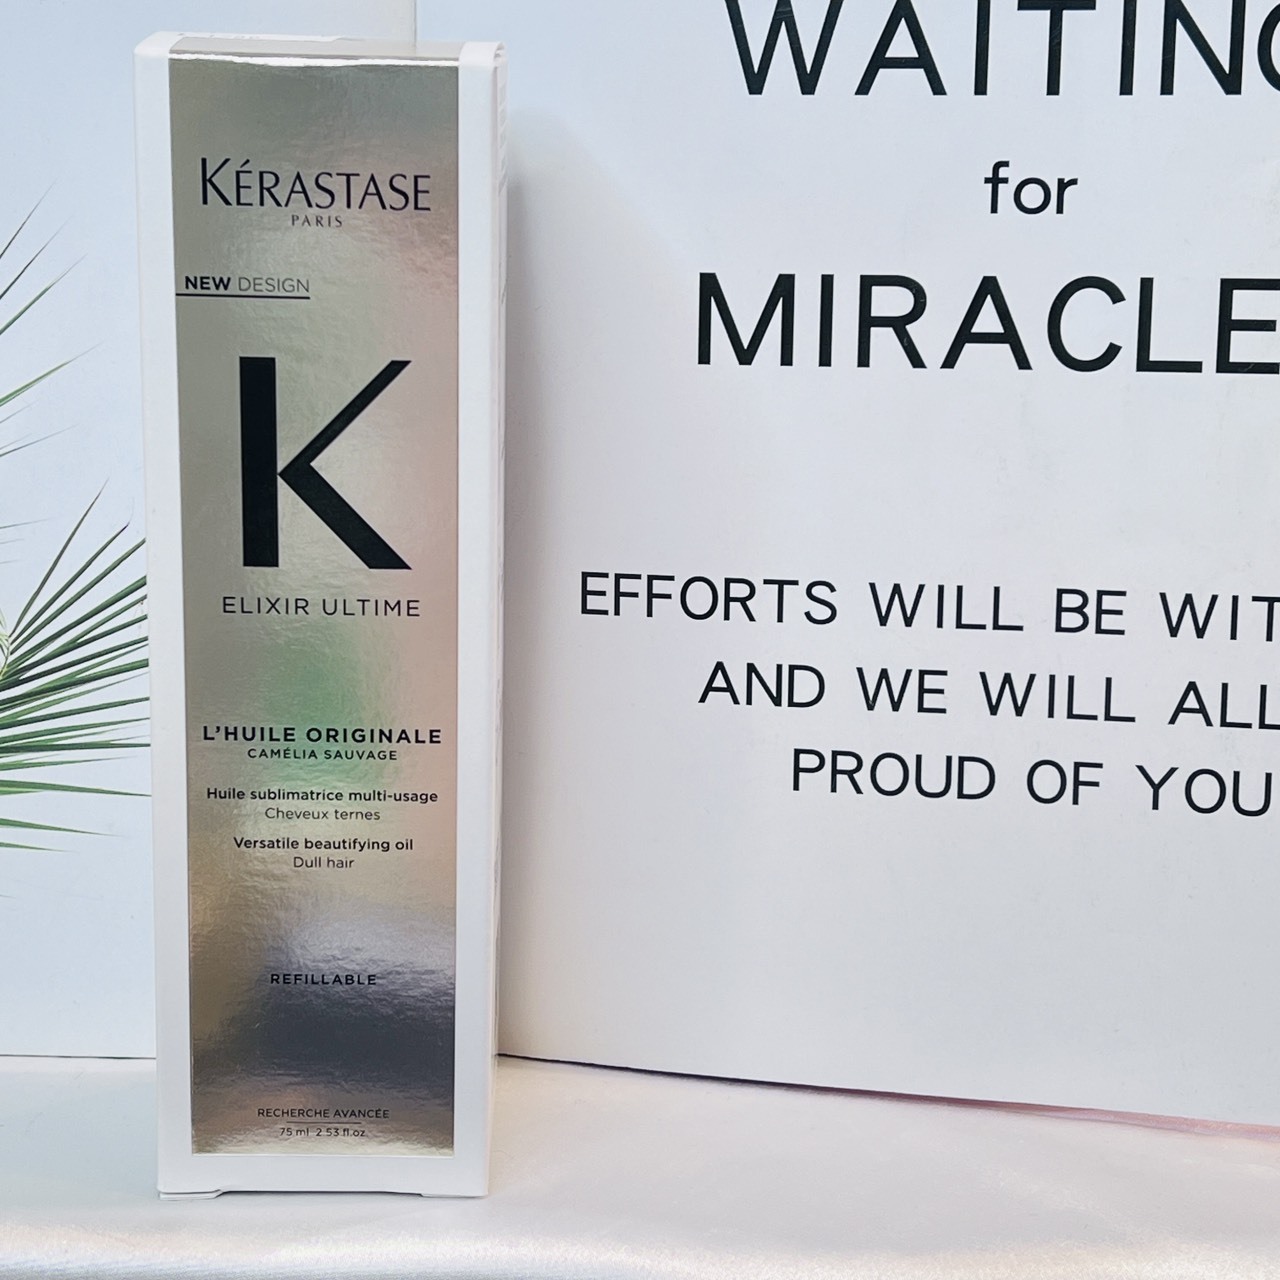 KÉRASTASE
PARIS
NEW DESIGN
K
ELIXIR ULTIME
L'HUILE ORIGINALE
CAMÉLIA SAUVAGE
Huile sublimatrice multi-usage
Cheveux ternes
Versatile beautifying oil
Dull hair
REFILLABLE
RECHERCHE AVANCÉE
75 ml 2.53 fl.oz.
WAITING
for
MIRACLE
EFFORTS WILL BE WIT
AND WE WILL ALL
PROUD OF YOU